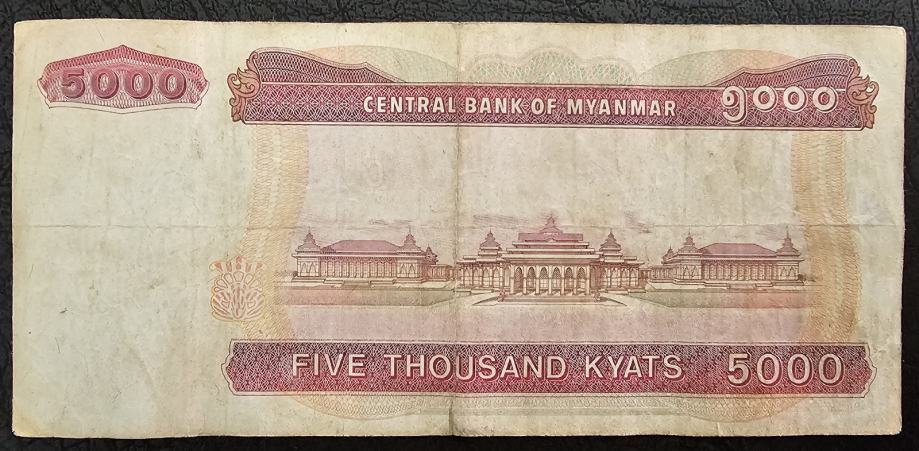 5000
CENTRAL BANK OF MYANMAR ၅၀၀၀
FIVE THOUSAND KYATS 5000